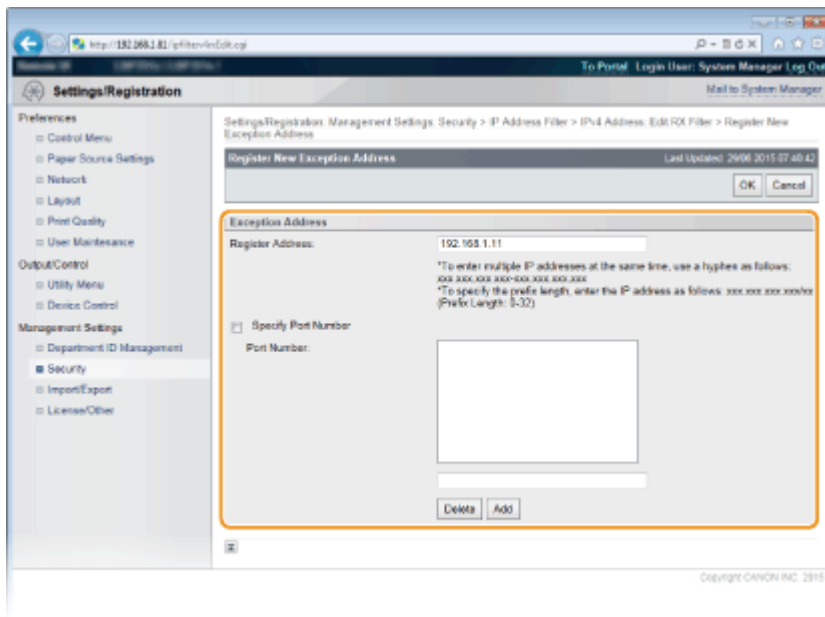 http://192.168.1.81/ipfilterv4rxEdit.cgi
To Portal Login User: System Manager Log Out
Settings/Registration
Mail to System Manager
Preferences
Control Menu
Paper Source Settings
Network
Layout
Print Quality
User Maintenance
Output/Control
Utility Menu
Device Control
Management Settings
Department ID Management
Security
Import/Export
License/Other
Settings/Registration: Management Settings: Security > IP Address Filter > IPv4 Address: Edit RX Filter > Register New
Exception Address
Register New Exception Address
Last Updated: 29/06 2015 07:40:42
OK Cancel
Exception Address
Register Address: 192.168.1.11
*To enter multiple IP addresses at the same time, use a hyphen as follows:
xxx.xxx.xxx.xxx-xxx.xxx.xxx.xxx
*To specify the prefix length, enter the IP address as follows: xxx.xxx.xxx.xxx/xx
(Prefix Length: 0-32)
Specify Port Number
Port Number:
Delete Add
Copyright CANON INC. 2015